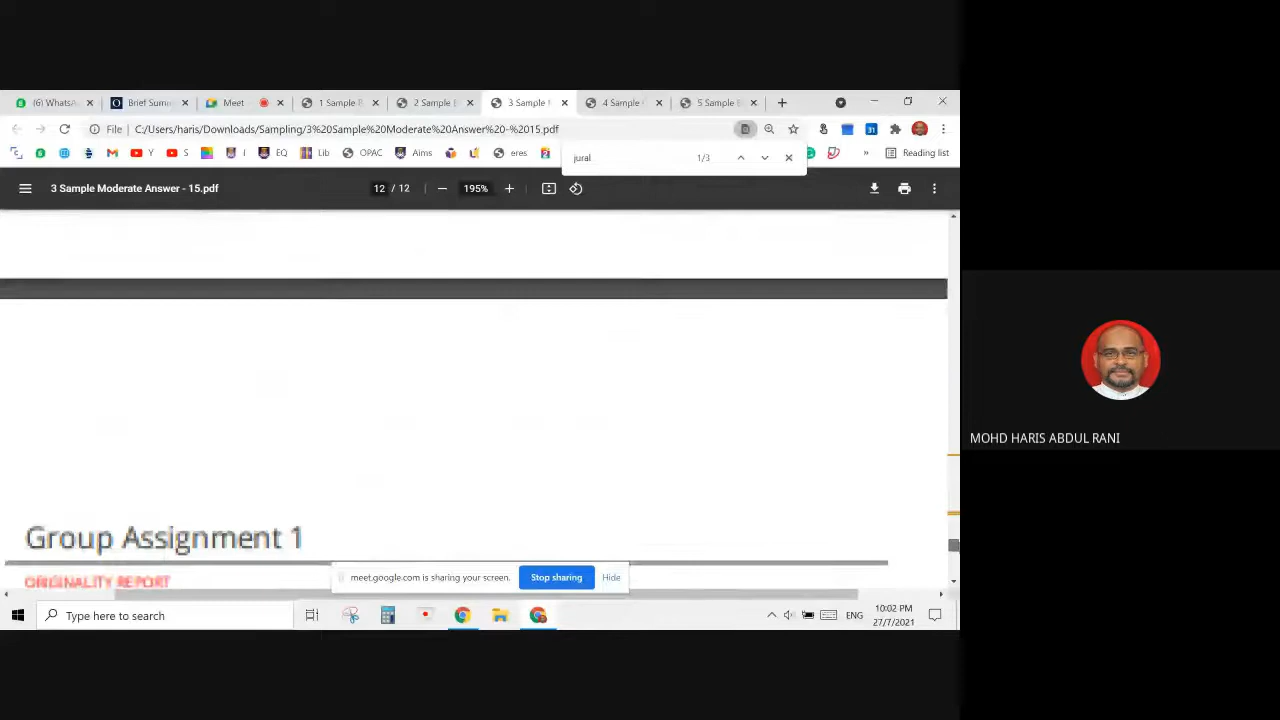 (6) WhatsA
Brief Sum
Meet
1 Sample
2 Sample
3 Sample
4 Sample
5 Sample
File
C:/Users/haris/Downloads/Sampling/3%20Sample%20Moderate%20Answer%20-%2015.pdf
Y
S
I
EQ
Lib
OPAC
Aims
eres
»
Reading list
jural
1/3
3 Sample Moderate Answer - 15.pdf
12 / 12
195%
MOHD HARIS ABDUL RANI
Group Assignment 1
ORIGINALITY REPORT
meet.google.com is sharing your screen.
Stop sharing
Hide
Type here to search
ENG
10:02 PM
27/7/2021